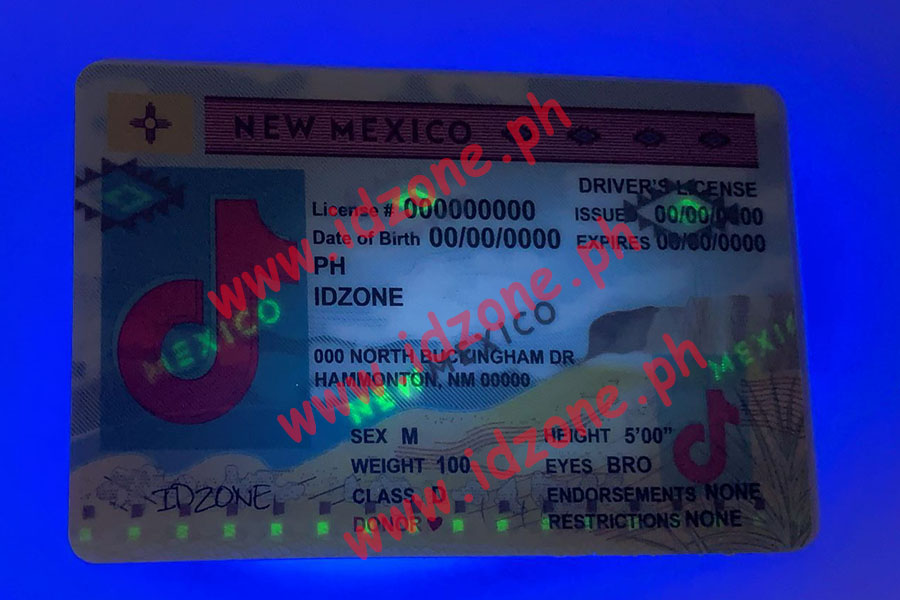 NEW MEXICO
DRIVER'S LICENSE
License # 000000000
ISSUED 00/00/0000
Date of Birth 00/00/0000
EXPIRES 00/00/0000
PH
IDZONE
MEXICO
NEW MEXICO
MEXI
000 NORTH BUCKINGHAM DR
HAMMONTON, NM 00000
SEX M
HEIGHT 5'00"
WEIGHT 100
EYES BRO
CLASS D
ENDORSEMENTS NONE
DONOR
RESTRICTIONS NONE
IDZONE
www.idzone.ph
www.idzone.ph
www.idzone.ph
www.idzone.ph